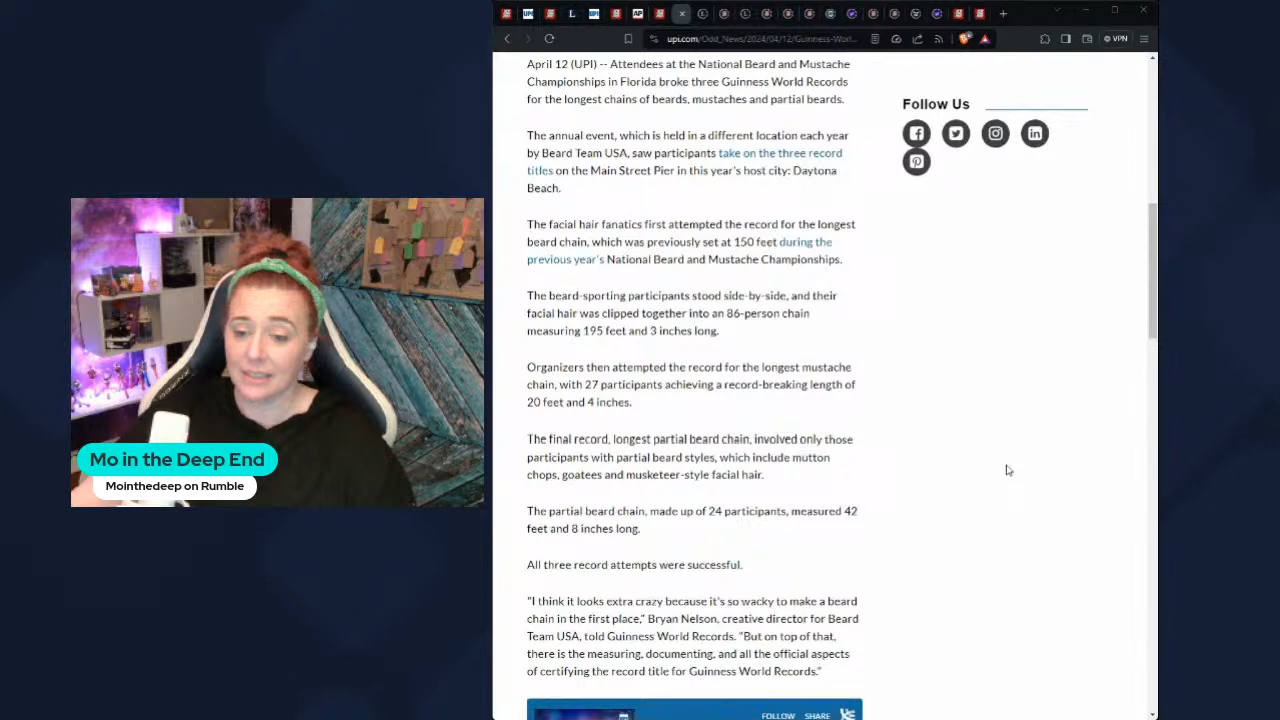 upi.com/Odd_News/2024/04/12/Guinness-Worl...
VPN
April 12 (UPI) -- Attendees at the National Beard and Mustache
Championships in Florida broke three Guinness World Records
for the longest chains of beards, mustaches and partial beards.
The annual event, which is held in a different location each year
by Beard Team USA, saw participants take on the three record
titles on the Main Street Pier in this year's host city: Daytona
Beach.
The facial hair fanatics first attempted the record for the longest
beard chain, which was previously set at 150 feet during the
previous year's National Beard and Mustache Championships.
The beard-sporting participants stood side-by-side, and their
facial hair was clipped together into an 86-person chain
measuring 195 feet and 3 inches long.
Organizers then attempted the record for the longest mustache
chain, with 27 participants achieving a record-breaking length of
20 feet and 4 inches.
The final record, longest partial beard chain, involved only those
participants with partial beard styles, which include mutton
chops, goatees and musketeer-style facial hair.
The partial beard chain, made up of 24 participants, measured 42
feet and 8 inches long.
All three record attempts were successful.
"I think it looks extra crazy because it's so wacky to make a beard
chain in the first place," Bryan Nelson, creative director for Beard
Team USA, told Guinness World Records. "But on top of that,
there is the measuring, documenting, and all the official aspects
of certifying the record title for Guinness World Records."
FOLLOW SHARE
Follow Us
Mo in the Deep End
Mointhedeep on Rumble